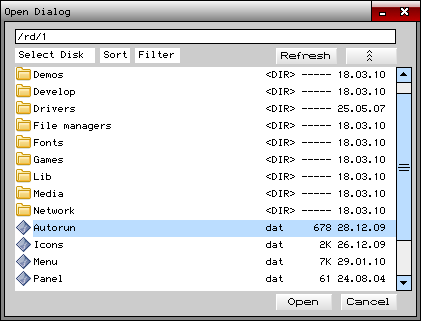 Open Dialog
/rd/1
Select Disk Sort Filter Refresh
Demos <DIR> ----- 18.03.10
Develop <DIR> ----- 18.03.10
Drivers <DIR> ----- 25.05.07
File managers <DIR> ----- 18.03.10
Fonts <DIR> ----- 18.03.10
Games <DIR> ----- 18.03.10
Lib <DIR> ----- 18.03.10
Media <DIR> ----- 18.03.10
Network <DIR> ----- 18.03.10
Autorun dat 678 28.12.09
Icons dat 2K 26.12.09
Menu dat 7K 29.01.10
Panel dat 61 24.08.04
Open Cancel